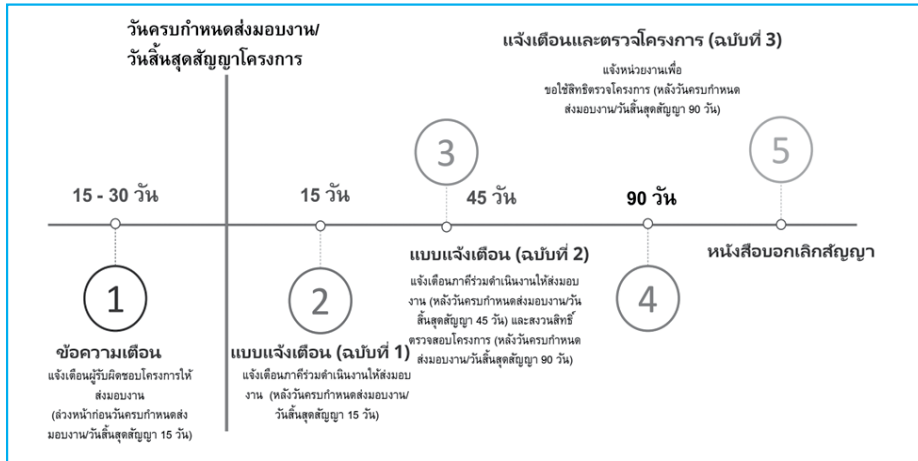 วันครบกำหนดส่งมอบงาน/
วันสิ้นสุดสัญญาโครงการ
แจ้งเตือนและตรวจโครงการ (ฉบับที่ 3)
แจ้งหน่วยงานเพื่อ
ขอใช้สิทธิตรวจโครงการ (หลังวันครบกำหนด
ส่งมอบงาน/วันสิ้นสุดสัญญา 90 วัน)
3
5
15 - 30 วัน
15 วัน
45 วัน
90 วัน
1
ข้อความเตือน
แจ้งเตือนผู้รับผิดชอบโครงการให้
ส่งมอบงาน
(ล่วงหน้าก่อนวันครบกำหนดส่ง
มอบงาน/วันสิ้นสุดสัญญา 15 วัน)
2
แบบแจ้งเตือน (ฉบับที่ 1)
แจ้งเตือนภาคีร่วมดำเนินงานให้ส่งมอบ
งาน (หลังวันครบกำหนดส่งมอบงาน/
วันสิ้นสุดสัญญา 15 วัน)
แบบแจ้งเตือน (ฉบับที่ 2)
แจ้งเตือนภาคีร่วมดำเนินงานให้ส่งมอบ
งาน (หลังวันครบกำหนดส่งมอบงาน/วัน
สิ้นสุดสัญญา 45 วัน) และสงวนสิทธิ์
ตรวจสอบโครงการ (หลังวันครบกำหนด
ส่งมอบงาน/วันสิ้นสุดสัญญา 90 วัน)
4
หนังสือบอกเลิกสัญญา